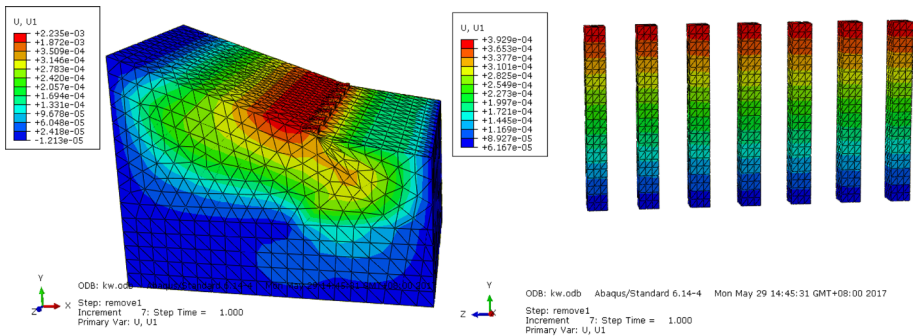 U, U1
+2.235e-03
+1.872e-03
+3.509e-04
+3.146e-04
+2.783e-04
+2.420e-04
+2.057e-04
+1.694e-04
+1.331e-04
+9.678e-05
+6.048e-05
+2.418e-05
-1.213e-05
Y
Z X
ODB: kw.odb
Step: remove1
Increment 7: Step Time = 1.000
Primary Var: U, U1
U, U1
+3.929e-04
+3.653e-04
+3.377e-04
+3.101e-04
+2.825e-04
+2.549e-04
+2.273e-04
+1.997e-04
+1.721e-04
+1.445e-04
+1.169e-04
+8.927e-05
+6.167e-05
Y
Z
ODB: kw.odb Abaqus/Standard 6.14-4 Mon May 29 14:45:31 GMT+08:00 2017
Step: remove1
Increment 7: Step Time = 1.000
Primary Var: U, U1